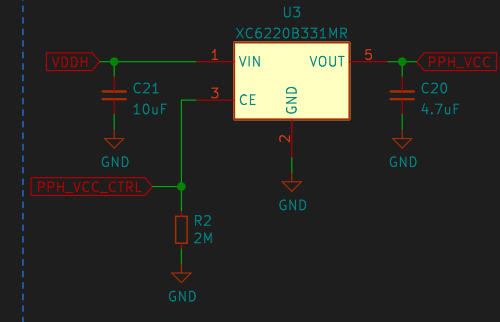 U3
XC6220B331MR
VDDH
1
VIN
VOUT
5
PPH_VCC
C21
10uF
3
CE
GND
C20
4.7uF
2
GND
GND
PPH_VCC_CTRL
GND
R2
2M
GND